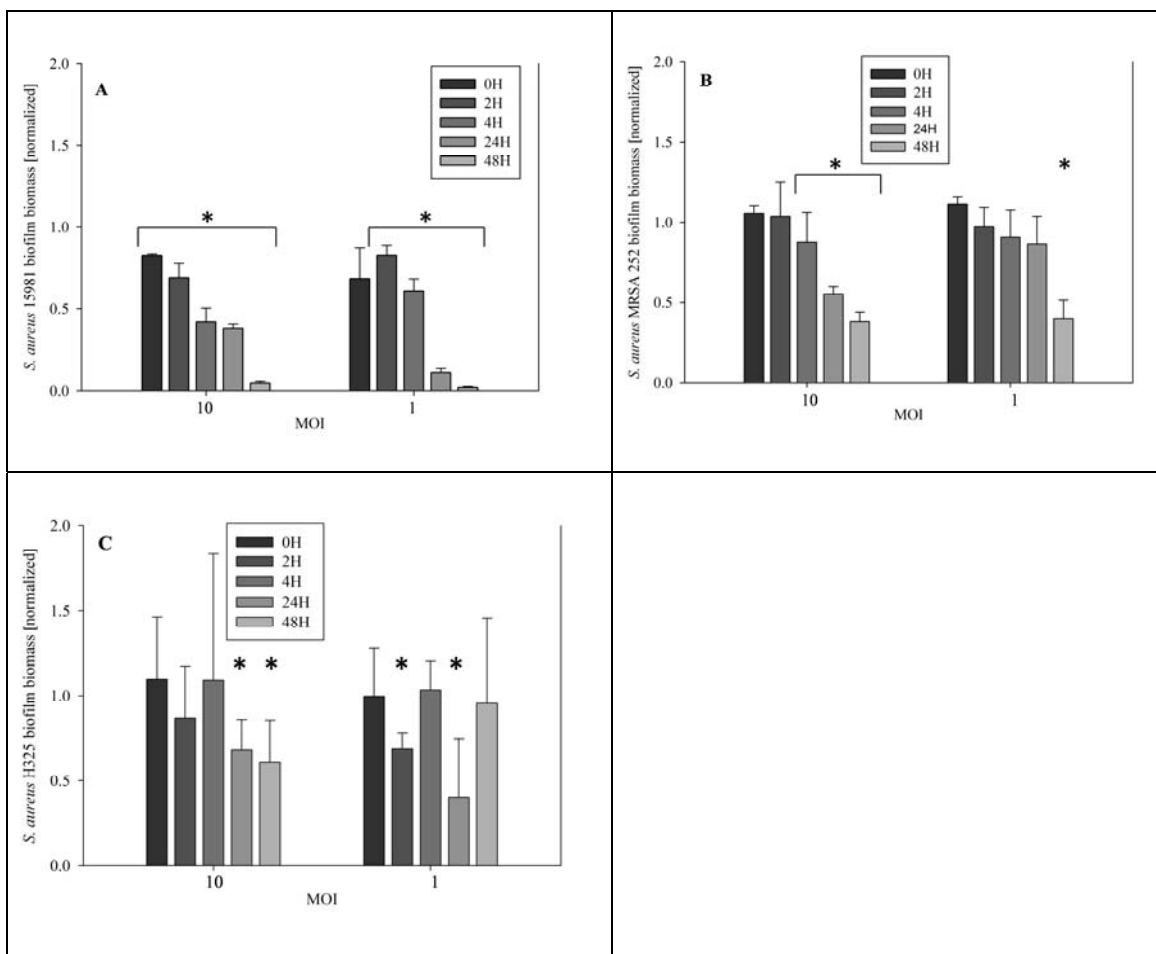 A
S. aureus 15981 biofilm biomass [normalized]
2.0
1.5
1.0
0.5
0.0
0H
2H
4H
24H
48H
*
*
10
1
MOI
B
S. aureus MRSA 252 biofilm biomass [normalized]
2.0
1.5
1.0
0.5
0.0
0H
2H
4H
24H
48H
*
*
10
1
MOI
C
S. aureus H325 biofilm biomass [normalized]
2.0
1.5
1.0
0.5
0.0
0H
2H
4H
24H
48H
* *
* *
10
1
MOI